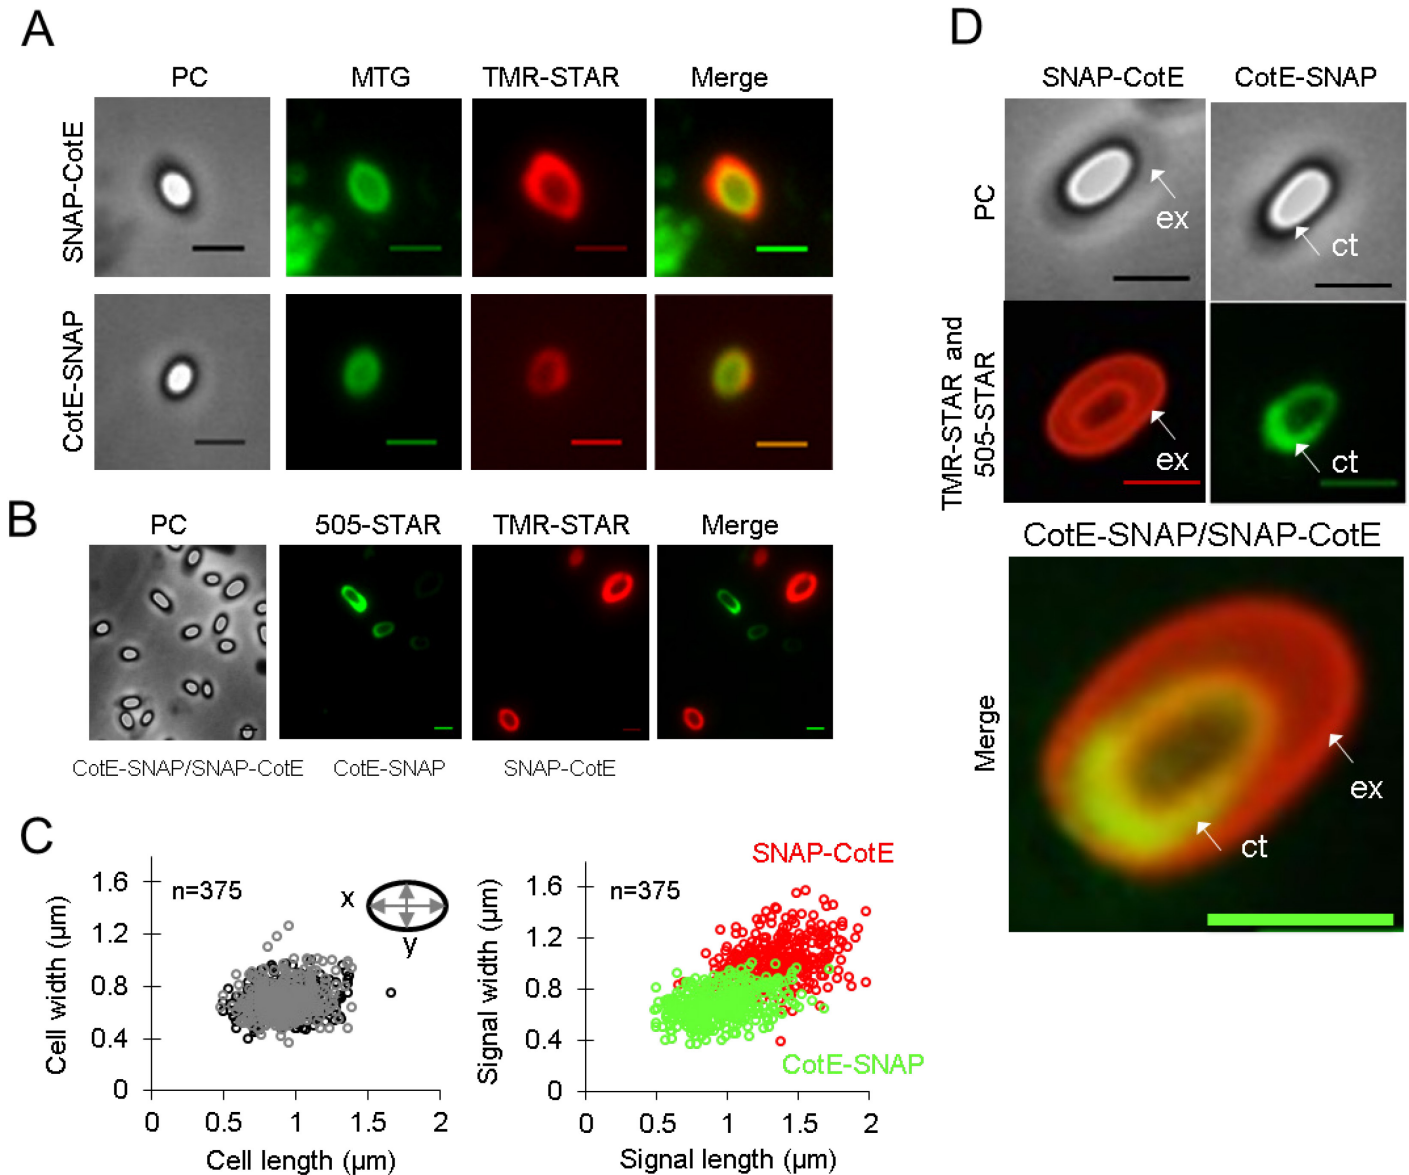 A
PC MTG TMR-STAR Merge
SNAP-CotE
CotE-SNAP
B
PC 505-STAR TMR-STAR Merge
CotE-SNAP/SNAP-CotE CotE-SNAP SNAP-CotE
C
Cell width (µm)
1.6
1.2
0.8
0.4
0
n=375
x
y
0 0.5 1 1.5 2
Cell length (µm)
Signal width (µm)
1.6
1.2
0.8
0.4
0
n=375
SNAP-CotE
CotE-SNAP
0 0.5 1 1.5 2
Signal length (µm)
D
SNAP-CotE CotE-SNAP
PC
ex
ct
TMR-STAR and
505-STAR
ex
ct
CotE-SNAP/SNAP-CotE
Merge
ex
ct